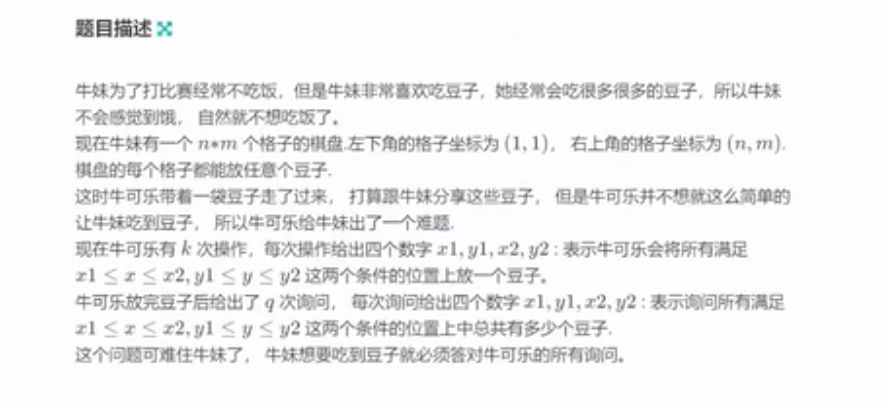 题目描述
牛妹为了打比赛经常不吃饭，但是牛妹非常喜欢吃豆子，她经常会吃很多很多的豆子，所以牛妹
不会感觉到饿， 自然就不想吃饭了。
现在牛妹有一个 n*m 个格子的棋盘.左下角的格子坐标为 (1,1)， 右上角的格子坐标为 (n,m).
棋盘的每个格子都能放任意个豆子.
这时牛可乐带着一袋豆子走了过来， 打算跟牛妹分享这些豆子， 但是牛可乐并不想就这么简单的
让牛妹吃到豆子， 所以牛可乐给牛妹出了一个难题.
现在牛可乐有 k 次操作，每次操作给出四个数字 x1,y1,x2,y2 : 表示牛可乐会将所有满足
x1 ≤ x ≤ x2,y1 ≤ y ≤ y2 这两个条件的位置上放一个豆子。
牛可乐放完豆子后给出了 q 次询问， 每次询问给出四个数字 x1,y1,x2,y2 : 表示询问所有满足
x1 ≤ x ≤ x2,y1 ≤ y ≤ y2 这两个条件的位置上中总共有多少个豆子.
这个问题可难住牛妹了， 牛妹想要吃到豆子就必须答对牛可乐的所有询问。